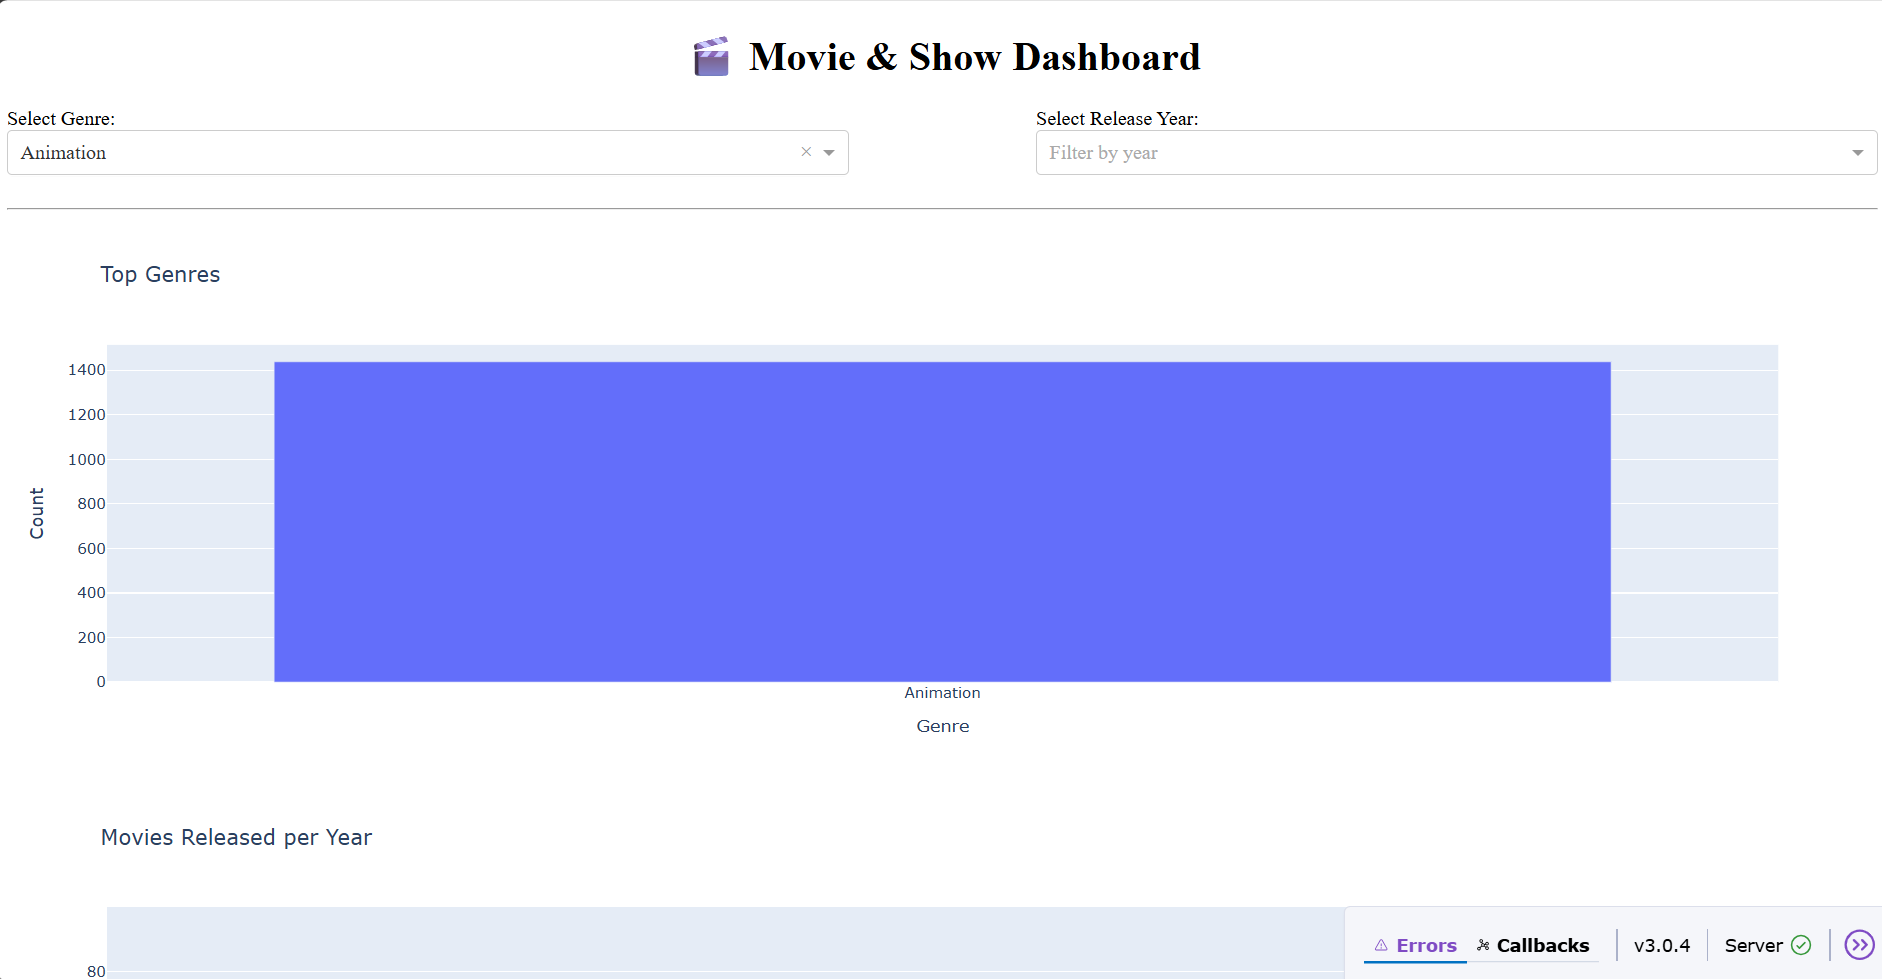 Movie & Show Dashboard
Select Genre:
Select Release Year:
Animation
Filter by year
Top Genres
1400
1200
1000
800
600
400
200
0
Count
Animation
Genre
Movies Released per Year
80
Errors
Callbacks
v3.0.4
Server